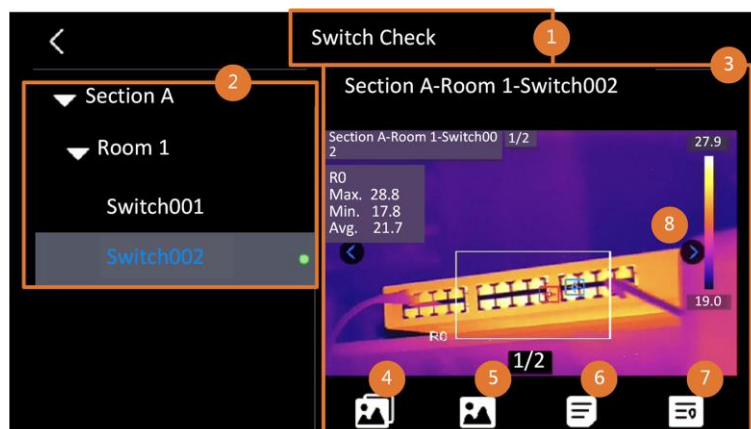 Switch Check
1
2
3
Section A
Section A-Room 1-Switch002
Room 1
Section A-Room 1-Switch00
2
1/2
27.9
R0
Max. 28.8
Min. 17.8
Avg. 21.7
Switch001
Switch002
8
19.0
R0
1/2
4
5
6
7